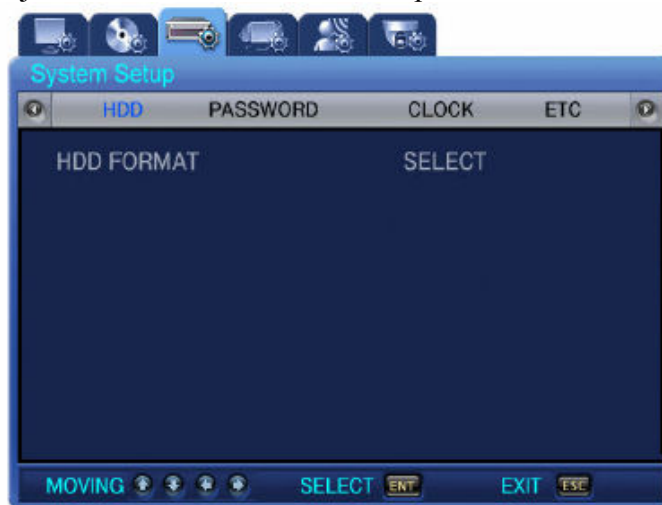 System Setup
HDD PASSWORD CLOCK ETC
HDD FORMAT SELECT
MOVING SELECT ENT EXIT ESC